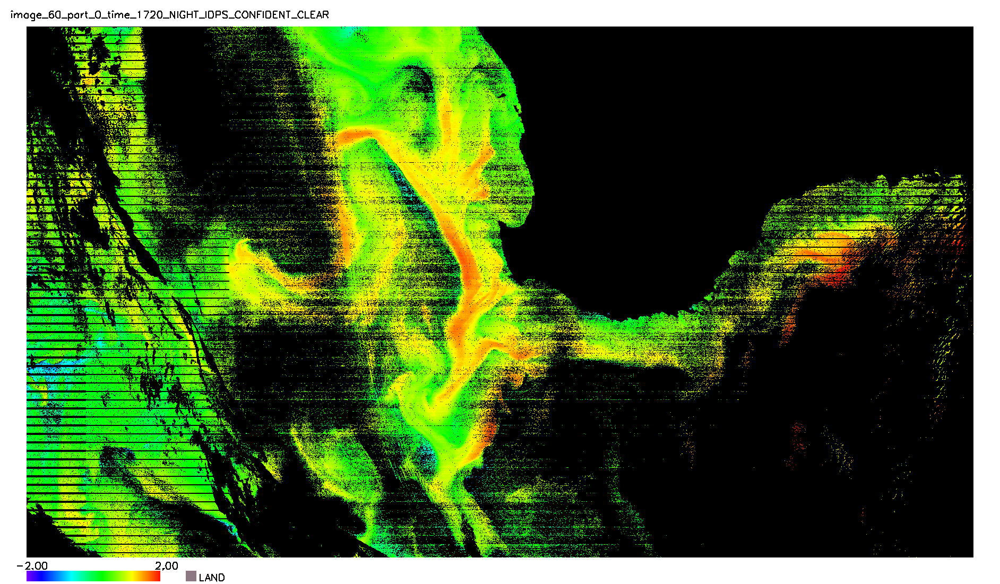 image_60_part_0_time_1720_NIGHT_IDPS_CONFIDENT_CLEAR
-2.00 2.00
LAND